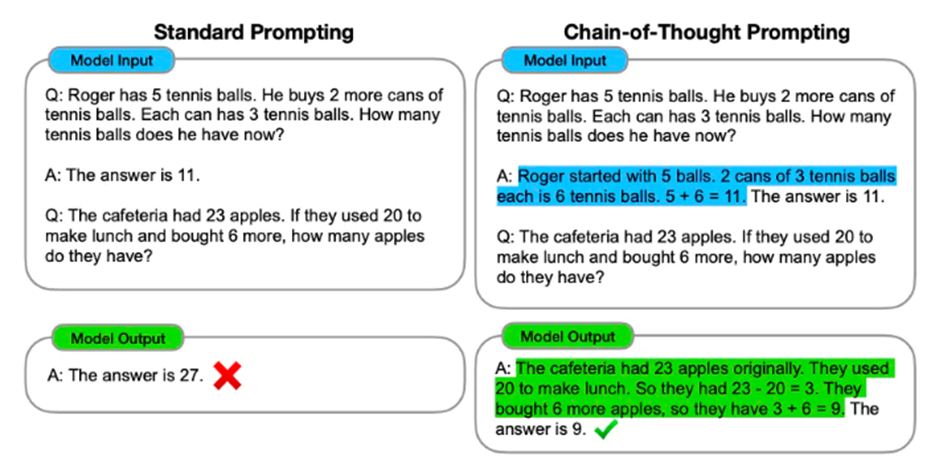 Standard Prompting
Model Input
Q: Roger has 5 tennis balls. He buys 2 more cans of
tennis balls. Each can has 3 tennis balls. How many
tennis balls does he have now?
A: The answer is 11.
Q: The cafeteria had 23 apples. If they used 20 to
make lunch and bought 6 more, how many apples
do they have?
Model Output
A: The answer is 27.
Chain-of-Thought Prompting
Model Input
Q: Roger has 5 tennis balls. He buys 2 more cans of
tennis balls. Each can has 3 tennis balls. How many
tennis balls does he have now?
A: Roger started with 5 balls. 2 cans of 3 tennis balls
each is 6 tennis balls. 5 + 6 = 11. The answer is 11.
Q: The cafeteria had 23 apples. If they used 20 to
make lunch and bought 6 more, how many apples
do they have?
Model Output
A: The cafeteria had 23 apples originally. They used
20 to make lunch. So they had 23 - 20 = 3. They
bought 6 more apples, so they have 3 + 6 = 9. The
answer is 9.